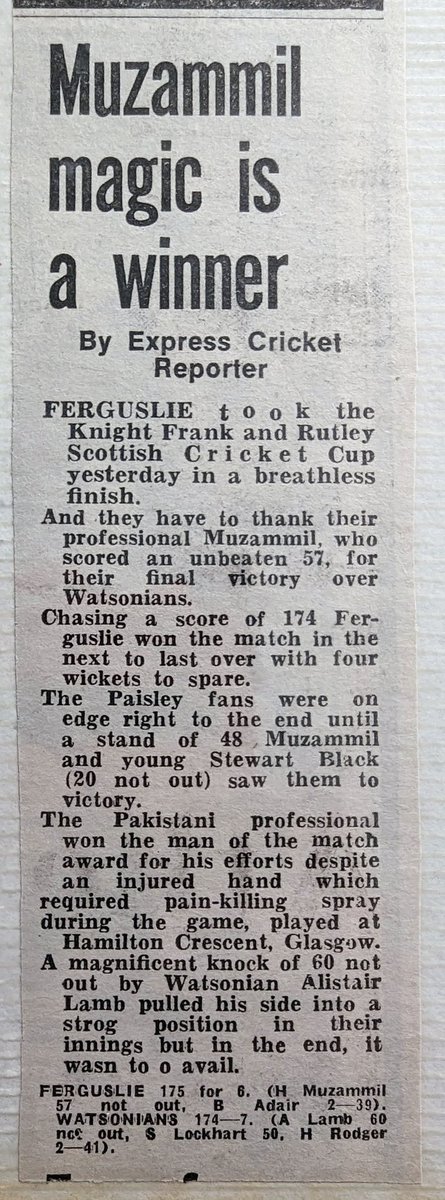 Muzammil
magic is
a winner
By Express Cricket
Reporter
FERGUSLIE took the
Knight Frank and Rutley
Scottish Cricket Cup
yesterday in a breathless
finish.
And they have to thank their
professional Muzammil, who
scored an unbeaten 57, for
their final victory over
Watsonians.
Chasing a score of 174 Fer-
guslie won the match in the
next to last over with four
wickets to spare.
The Paisley fans were on
edge right to the end until
a stand of 48 Muzammil
and young Stewart Black
(20 not out) saw them to
victory.
The Pakistani professional
won the man of the match
award for his efforts despite
an injured hand which
required pain-killing spray
during the game, played at
Hamilton Crescent, Glasgow.
A magnificent knock of 60 not
out by Watsonian Alistair
Lamb pulled his side into a
strog position in their
innings but in the end, it
wasn to o avail.
FERGUSLIE 175 for 6. (H Muzammil
57 not out, B Adair 2—39).
WATSONIANS 174—7. (A Lamb 60
not out, S Lockhart 50, H Rodger
2—41).